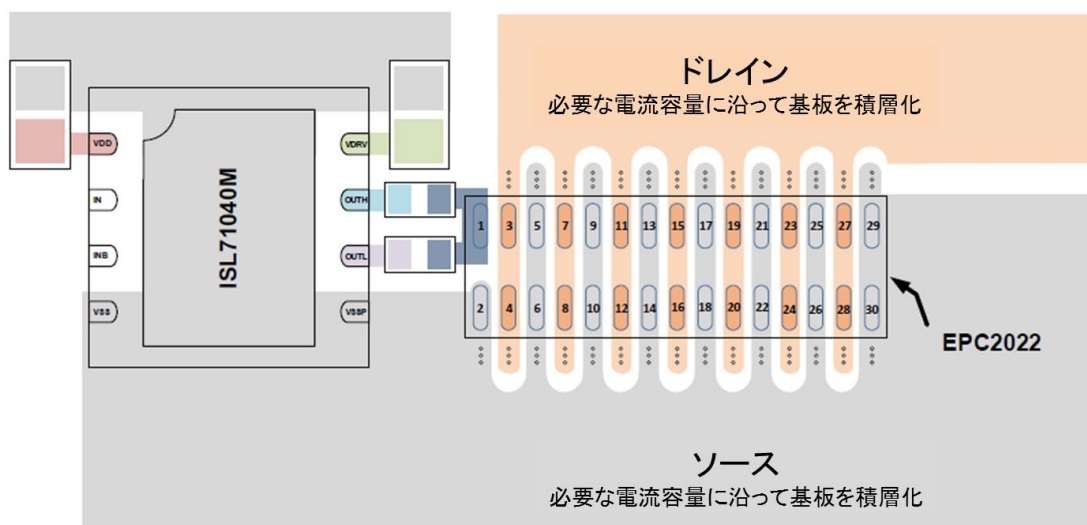 ドレイン
必要な電流容量に沿って基板を積層化
VDD
VDRV
IN
OUTH
INB
OUTL
VSS
VSSP
ISL71040M
1 3 5 7 9 11 13 15 17 19 21 23 25 27 29
2 4 6 8 10 12 14 16 18 20 22 24 26 28 30
EPC2022
ソース
必要な電流容量に沿って基板を積層化